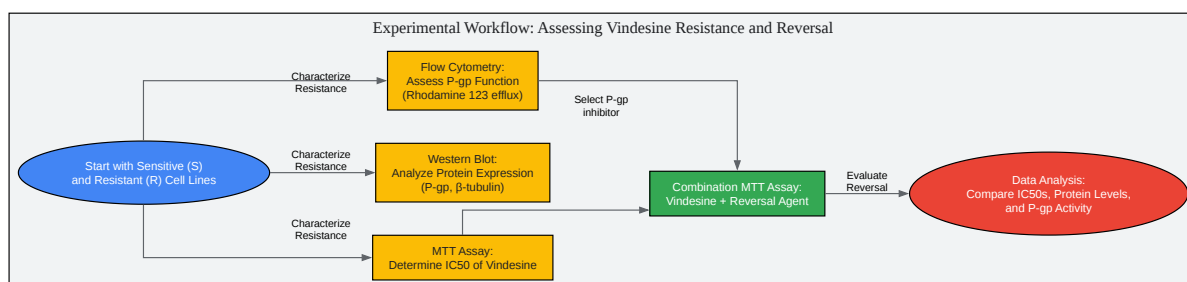 Experimental Workflow: Assessing Vindesine Resistance and Reversal
Characterize
Resistance
Flow Cytometry:
Assess P-gp Function
(Rhodamine 123 efflux)
Select P-gp
inhibitor
Start with Sensitive (S)
and Resistant (R) Cell Lines
Characterize
Resistance
Western Blot:
Analyze Protein Expression
(P-gp, β-tubulin)
Combination MTT Assay:
Vindesine + Reversal Agent
Evaluate
Reversal
Data Analysis:
Compare IC50s, Protein Levels,
and P-gp Activity
Characterize
Resistance
MTT Assay:
Determine IC50 of Vindesine